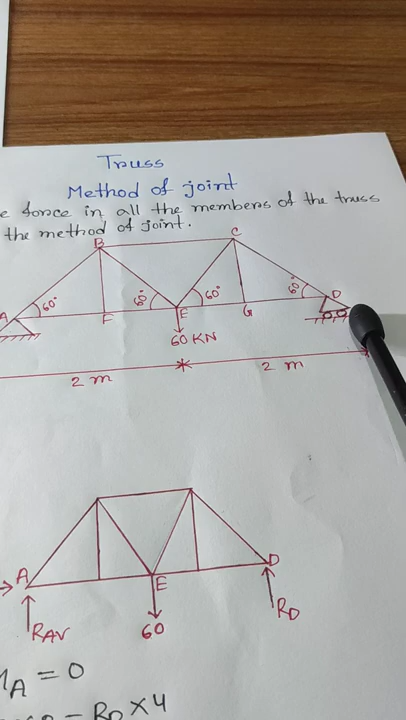 Truss
Method of joint
e force in all the members of the truss
the method of joint.
B C
A 60° F 60° E 60° G 60° D
60 KN
2 m 2 m
A E D
RAV 60 RD
MA = 0
= RD × 4